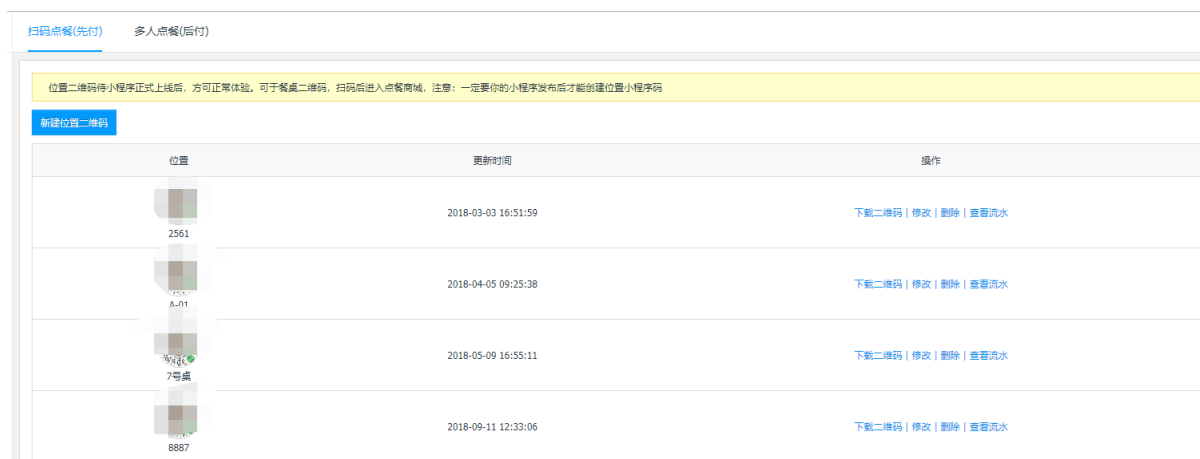 扫码点餐(先付) 多人点餐(后付)
位置二维码待小程序正式上线后，方可正常体验。可于餐桌二维码，扫码后进入点餐商城，注意：一定要你的小程序发布后才能创建位置小程序码
新建位置二维码
位置 更新时间 操作
2561 2018-03-03 16:51:59 下载二维码 | 修改 | 删除 | 查看流水
A-01 2018-04-05 09:25:38 下载二维码 | 修改 | 删除 | 查看流水
7号桌 2018-05-09 16:55:11 下载二维码 | 修改 | 删除 | 查看流水
8887 2018-09-11 12:33:06 下载二维码 | 修改 | 删除 | 查看流水